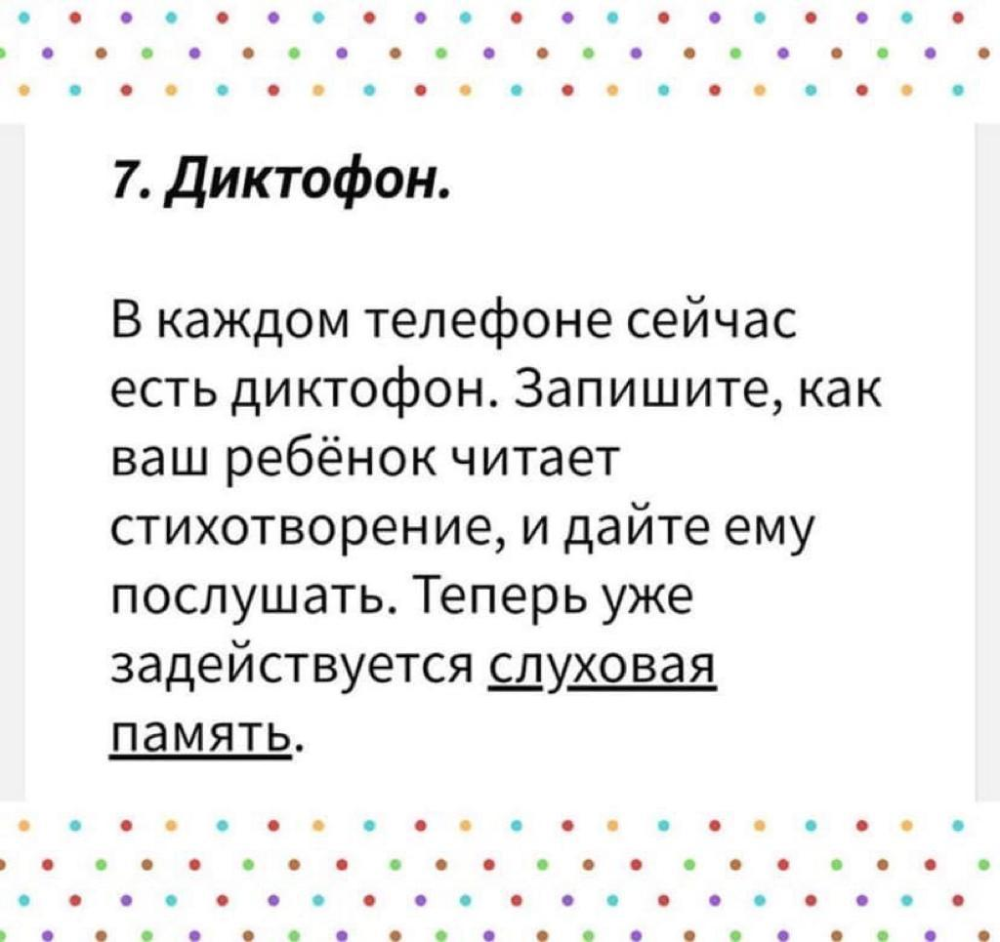 7. Диктофон.
В каждом телефоне сейчас
есть диктофон. Запишите, как
ваш ребёнок читает
стихотворение, и дайте ему
послушать. Теперь уже
задействуется слуховая
память.